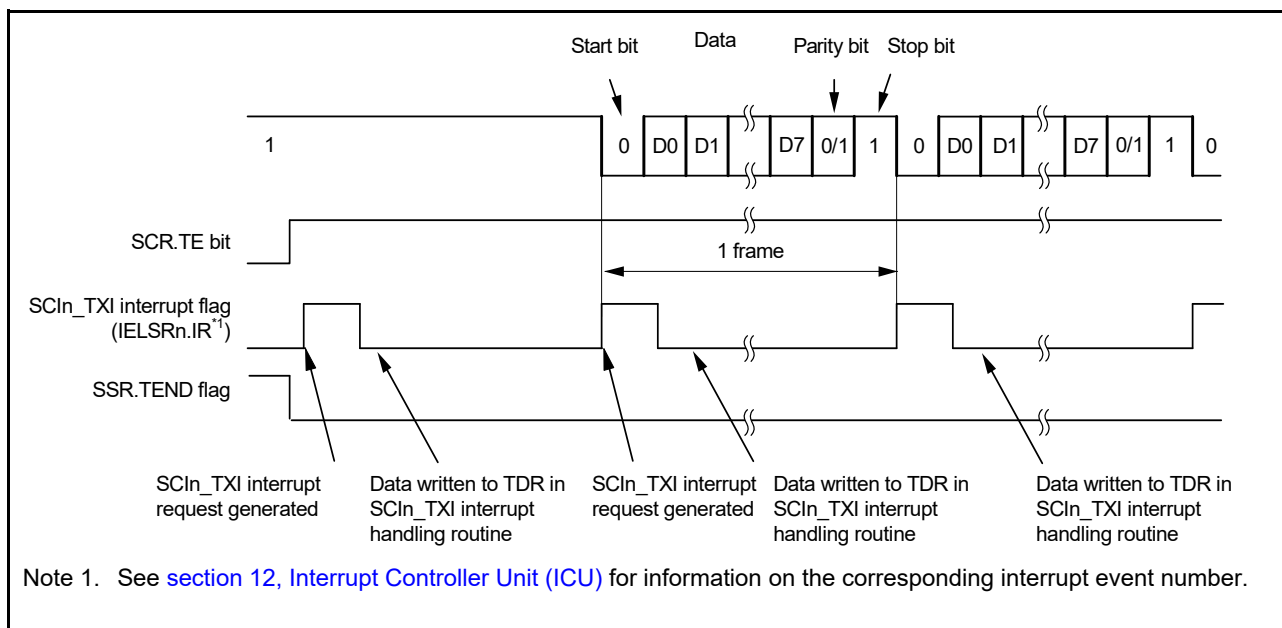 Start bit
Data
Parity bit
Stop bit
1
0
D0
D1
D7
0/1
1
0
D0
D1
D7
0/1
1
0
SCR.TE bit
1 frame
SCIn_TXI interrupt flag
(IELSRn.IR*1)
SSR.TEND flag
SCIn_TXI interrupt
request generated
Data written to TDR in
SCIn_TXI interrupt
handling routine
SCIn_TXI interrupt
request generated
Data written to TDR in
SCIn_TXI interrupt
handling routine
Data written to TDR in
SCIn_TXI interrupt
handling routine
Note 1. See section 12, Interrupt Controller Unit (ICU) for information on the corresponding interrupt event number.